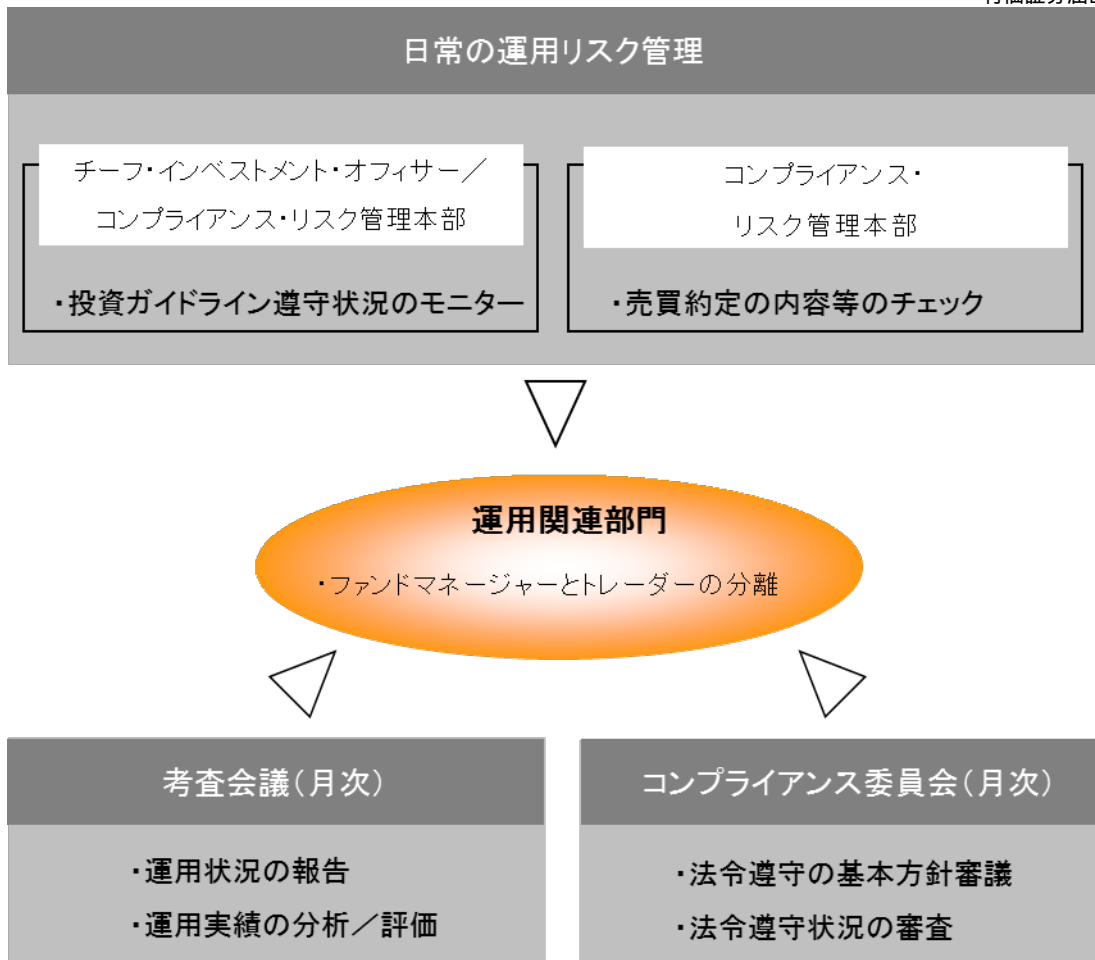 日常の運用リスク管理
チーフ・インベストメント・オフィサー／
コンプライアンス・リスク管理本部
・投資ガイドライン遵守状況のモニター
コンプライアンス・
リスク管理本部
・売買約定の内容等のチェック
運用関連部門
・ファンドマネージャーとトレーダーの分離
考査会議（月次）
・運用状況の報告
・運用実績の分析／評価
コンプライアンス委員会（月次）
・法令遵守の基本方針審議
・法令遵守状況の審査